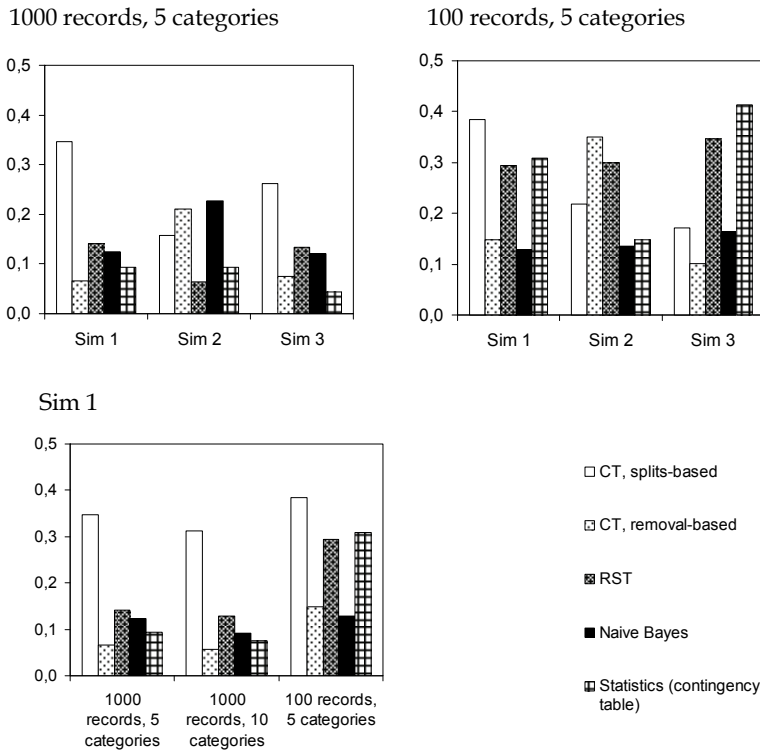 1000 records, 5 categories
0,5
0,4
0,3
0,2
0,1
0,0
Sim 1
Sim 2
Sim 3
100 records, 5 categories
0,5
0,4
0,3
0,2
0,1
0,0
Sim 1
Sim 2
Sim 3
Sim 1
0,5
0,4
0,3
0,2
0,1
0,0
1000
records, 5
categories
1000
records, 10
categories
100 records,
5 categories
CT, splits-based
CT, removal-based
RST
Naive Bayes
Statistics (contingency
table)